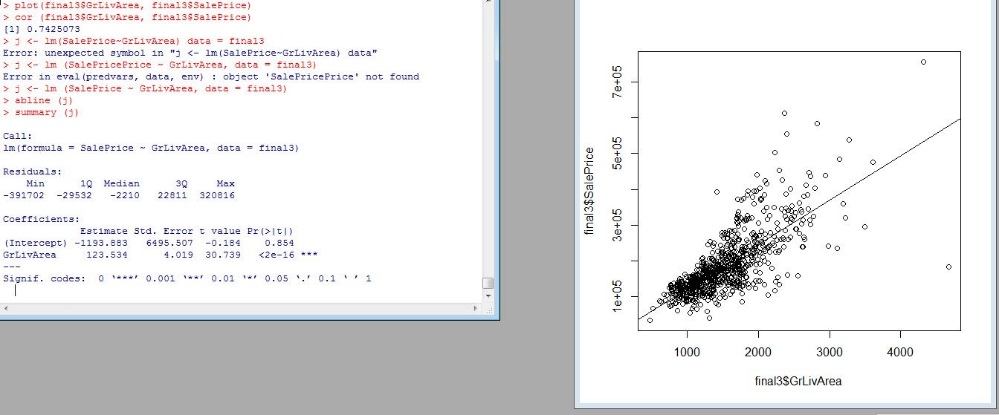 > plot(final3$GrLivArea, final3$SalePrice)
> cor (final3$GrLivArea, final3$SalePrice)
[1] 0.7425073
> j <- lm(SalePrice~GrLivArea) data = final3
Error: unexpected symbol in "j <- lm(SalePrice~GrLivArea) data"
> j <- lm (SalePricePrice ~ GrLivArea, data = final3)
Error in eval(predvars, data, env) : object 'SalePricePrice' not found
> j <- lm (SalePrice ~ GrLivArea, data = final3)
> abline (j)
> summary (j)
Call:
lm(formula = SalePrice ~ GrLivArea, data = final3)
Residuals:
Min 1Q Median 3Q Max
-391702 -29532 -2210 22811 320816
Coefficients:
Estimate Std. Error t value Pr(>|t|)
(Intercept) -1193.883 6495.507 -0.184 0.854
GrLivArea 123.534 4.019 30.739 <2e-16 ***
---
Signif. codes: 0 ‘***’ 0.001 ‘**’ 0.01 ‘*’ 0.05 ‘.’ 0.1 ‘ ’ 1
final3$SalePrice
7e+05
5e+05
3e+05
1e+05
1000 2000 3000 4000
final3$GrLivArea